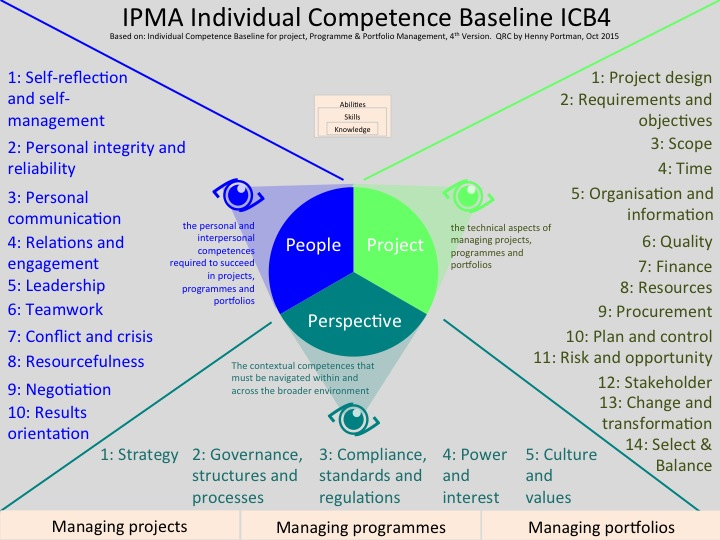 IPMA Individual Competence Baseline ICB4
Based on: Individual Competence Baseline for project, Programme & Portfolio Management, 4th Version.  QRC by Henny Portman, Oct 2015
1: Self-reflection
and self-
management
2: Personal integrity and
reliability
3: Personal
communication
4: Relations and
engagement
5: Leadership
6: Teamwork
7: Conflict and crisis
8: Resourcefulness
9: Negotiation
10: Results
orientation
Abilities
Skills
Knowledge
the personal and
interpersonal
competences
required to succeed
in projects,
programmes and
portfolios
People
Project
Perspective
the technical aspects of
managing projects,
programmes and
portfolios
The contextual competences that
must be navigated within and
across the broader environment
1: Project design
2: Requirements and
objectives
3: Scope
4: Time
5: Organisation and
information
6: Quality
7: Finance
8: Resources
9: Procurement
10: Plan and control
11: Risk and opportunity
12: Stakeholder
13: Change and
transformation
14: Select &
Balance
1: Strategy
2: Governance,
structures and
processes
3: Compliance,
standards and
regulations
4: Power
and
interest
5: Culture
and
values
Managing projects
Managing programmes
Managing portfolios